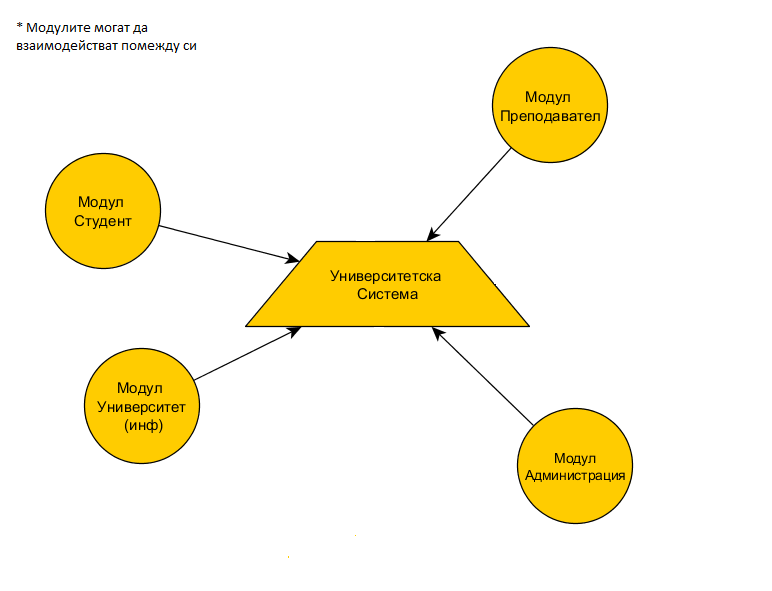 * Модулите могат да
взаимодействат помежду си
Модул
Преподавател
Модул
Студент
Университетска
Система
Модул
Университет
(инф)
Модул
Администрация